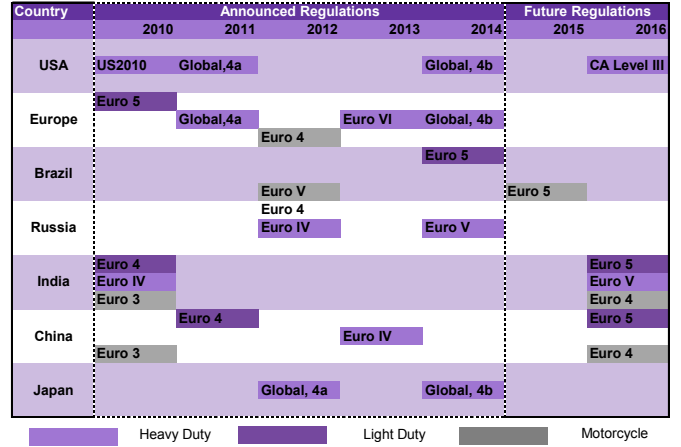 Country Announced Regulations Future Regulations
2010 2011 2012 2013 2014 2015 2016
USA US2010 Global,4a Global, 4b CA Level III
Euro 5
Europe Global,4a Euro VI Global, 4b
Euro 4
Euro 5
Brazil
Euro V Euro 5
Euro 4
Russia Euro IV Euro V
Euro 4 Euro 5
India Euro IV Euro V
Euro 3 Euro 4
Euro 4 Euro 5
China Euro IV
Euro 3 Euro 4
Japan Global, 4a Global, 4b
Heavy Duty Light Duty Motorcycle